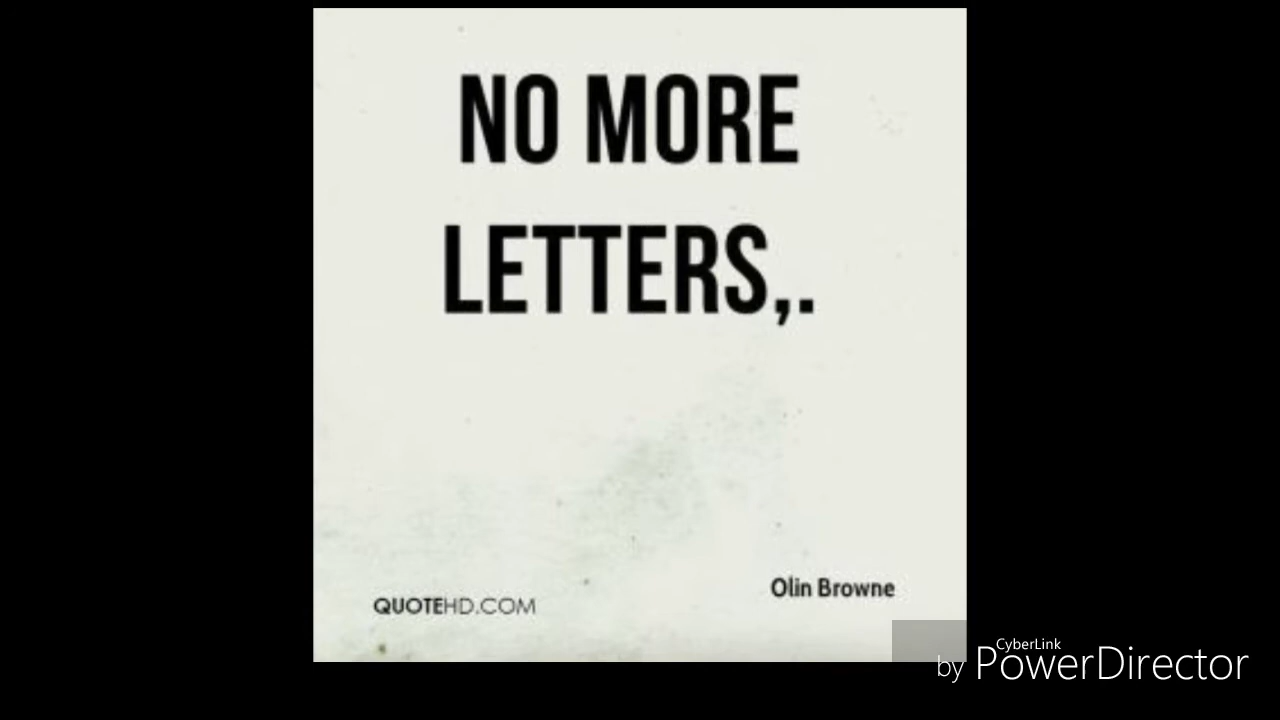 NO MORE
LETTERS,.
Olin Browne
QUOTEHD.COM
CyberLink
by PowerDirector